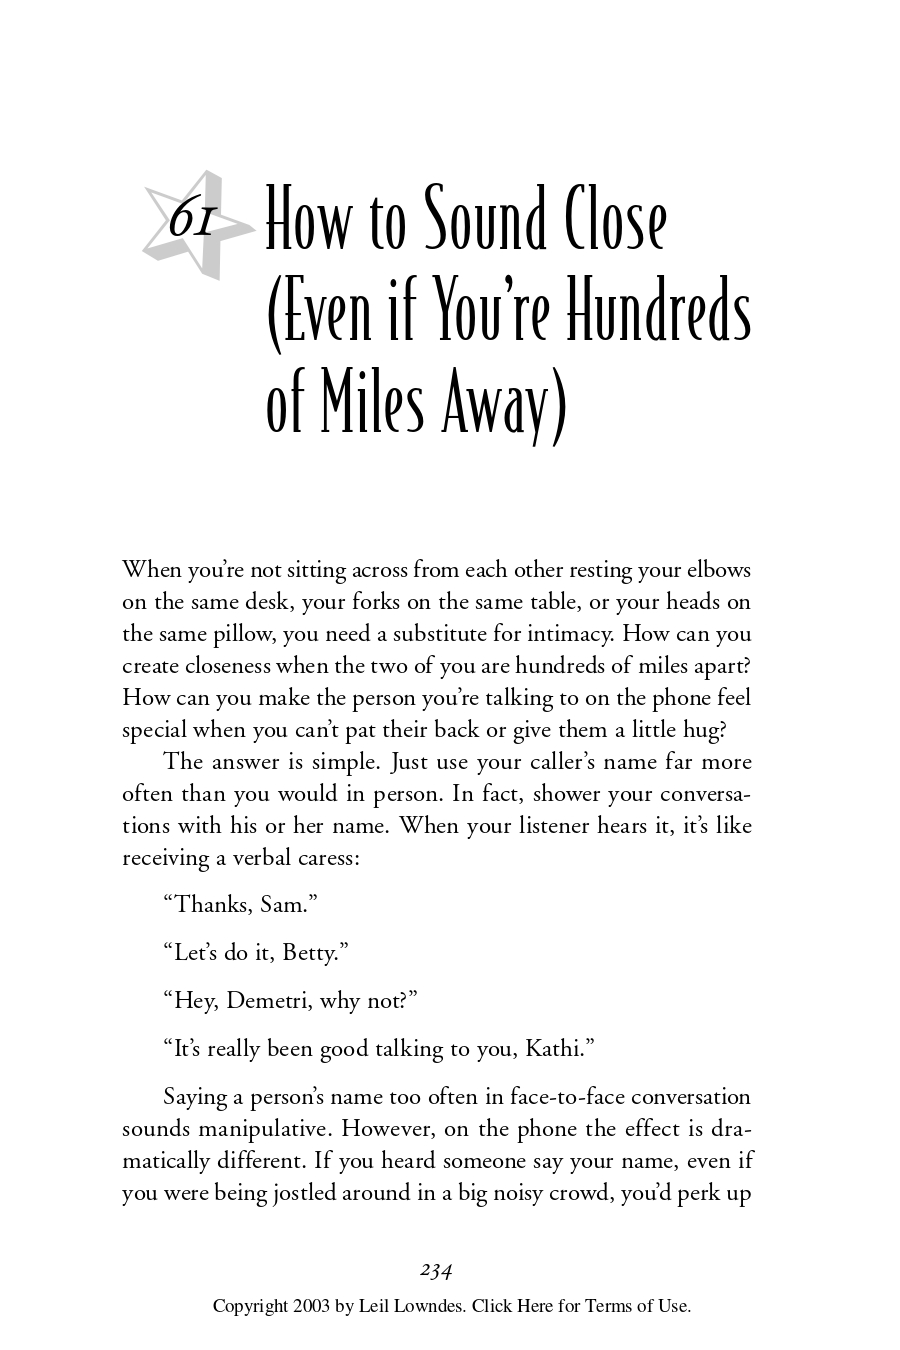 61
How to Sound Close
(Even if You’re Hundreds
of Miles Away)
When you’re not sitting across from each other resting your elbows
on the same desk, your forks on the same table, or your heads on
the same pillow, you need a substitute for intimacy. How can you
create closeness when the two of you are hundreds of miles apart?
How can you make the person you’re talking to on the phone feel
special when you can’t pat their back or give them a little hug?
The answer is simple. Just use your caller’s name far more
often than you would in person. In fact, shower your conversa-
tions with his or her name. When your listener hears it, it’s like
receiving a verbal caress:
“Thanks, Sam.”
“Let’s do it, Betty.”
“Hey, Demetri, why not?”
“It’s really been good talking to you, Kathi.”
Saying a person’s name too often in face-to-face conversation
sounds manipulative. However, on the phone the effect is dra-
matically different. If you heard someone say your name, even if
you were being jostled around in a big noisy crowd, you’d perk up
234
Copyright 2003 by Leil Lowndes. Click Here for Terms of Use.